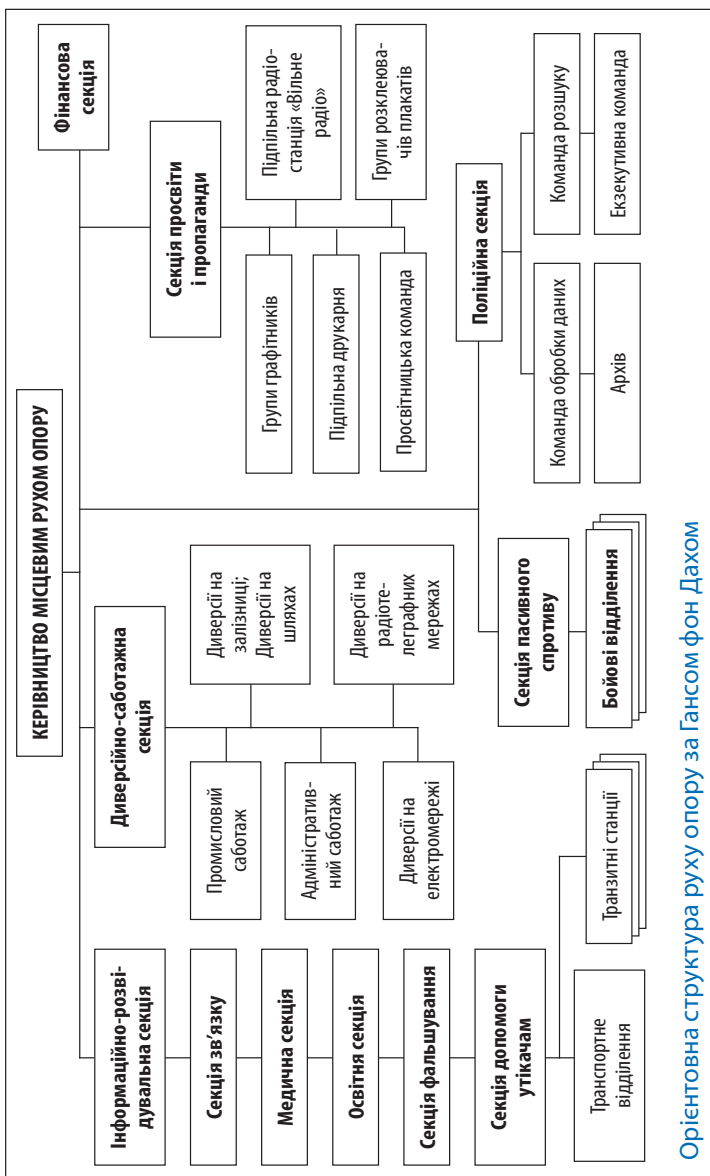 КЕРІВНИЦТВО МІСЦЕВИМ РУХОМ ОПОРУ
Інформаційно-розві-
дувальна секція
Секція зв'язку
Медична секція
Освітня секція
Секція фальшування
Секція допомоги
утікачам
Транспортне
відділення
Транзитні станції
Диверсійно-саботажна
секція
Промисловий
саботаж
Адміністратив-
ний саботаж
Диверсії на
електромережі
Диверсії на
залізниці;
Диверсії на
шляхах
Диверсії на
радіоте-
леграфних
мережах
Секція пасивного
спротиву
Бойові відділення
Секція просвіти
і пропаганди
Групи графітників
Підпільна друкарня
Просвітницька команда
Підпільна радіо-
станція «Вільне
радіо»
Групи розклеюва-
чів плакатів
Фінансова
секція
Поліційна секція
Команда обробки даних
Архів
Команда розшуку
Екзекутивна команда
Орієнтовна структура руху опору за Гансом фон Дахом